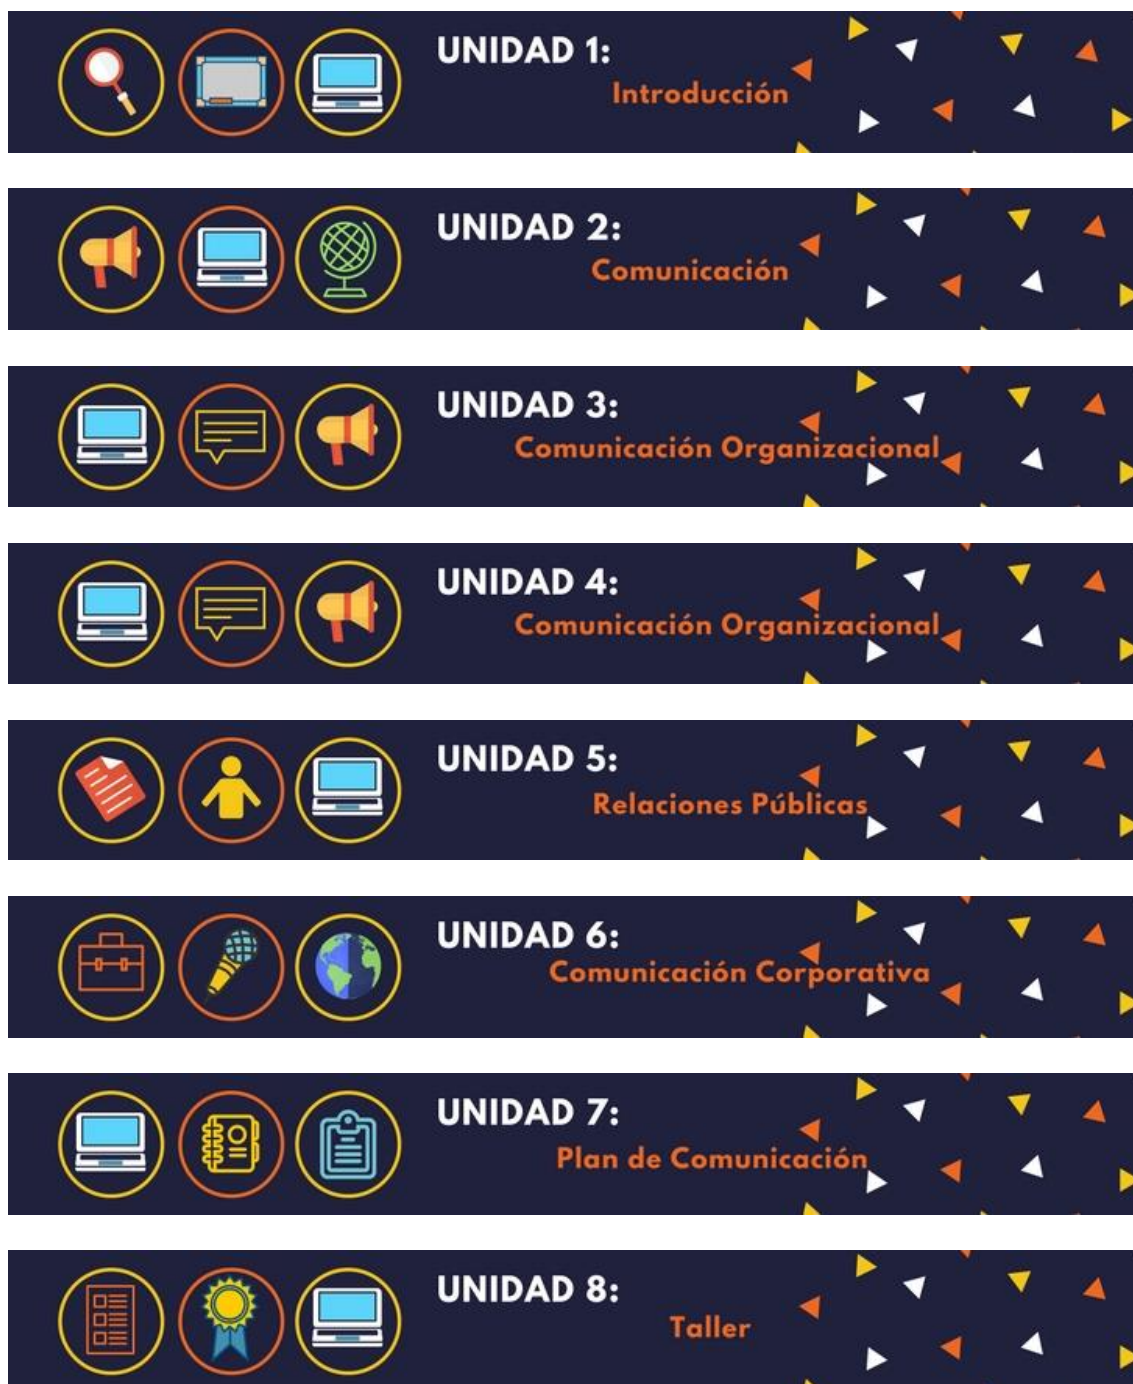 UNIDAD 1:
Introducción
UNIDAD 2:
Comunicación
UNIDAD 3:
Comunicación Organizacional
UNIDAD 4:
Comunicación Organizacional
UNIDAD 5:
Relaciones Públicas
UNIDAD 6:
Comunicación Corporativa
UNIDAD 7:
Plan de Comunicación
UNIDAD 8:
Taller